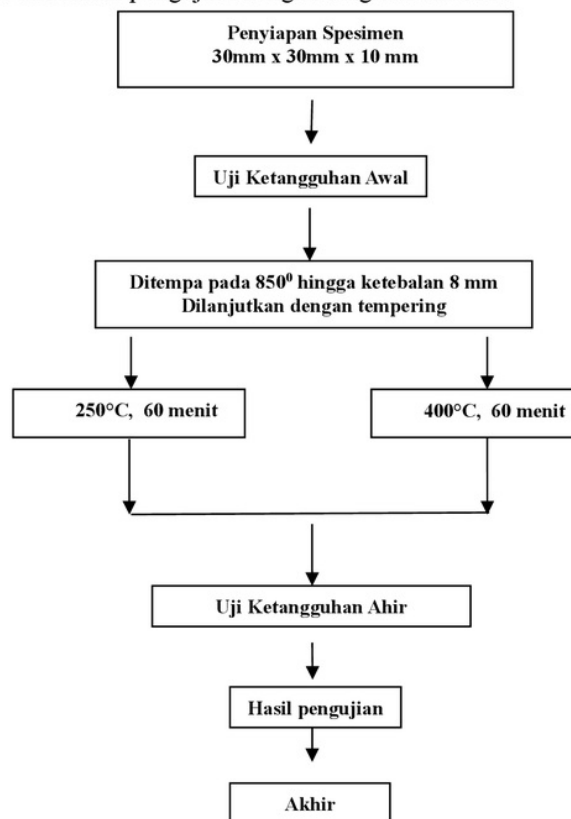 Penyiapan Spesimen
30mm x 30mm x 10 mm
Uji Ketangguhan Awal
Ditempa pada 850⁰ hingga ketebalan 8 mm
Dilanjutkan dengan tempering
250°C, 60 menit
400°C, 60 menit
Uji Ketangguhan Ahir
Hasil pengujian
Akhir